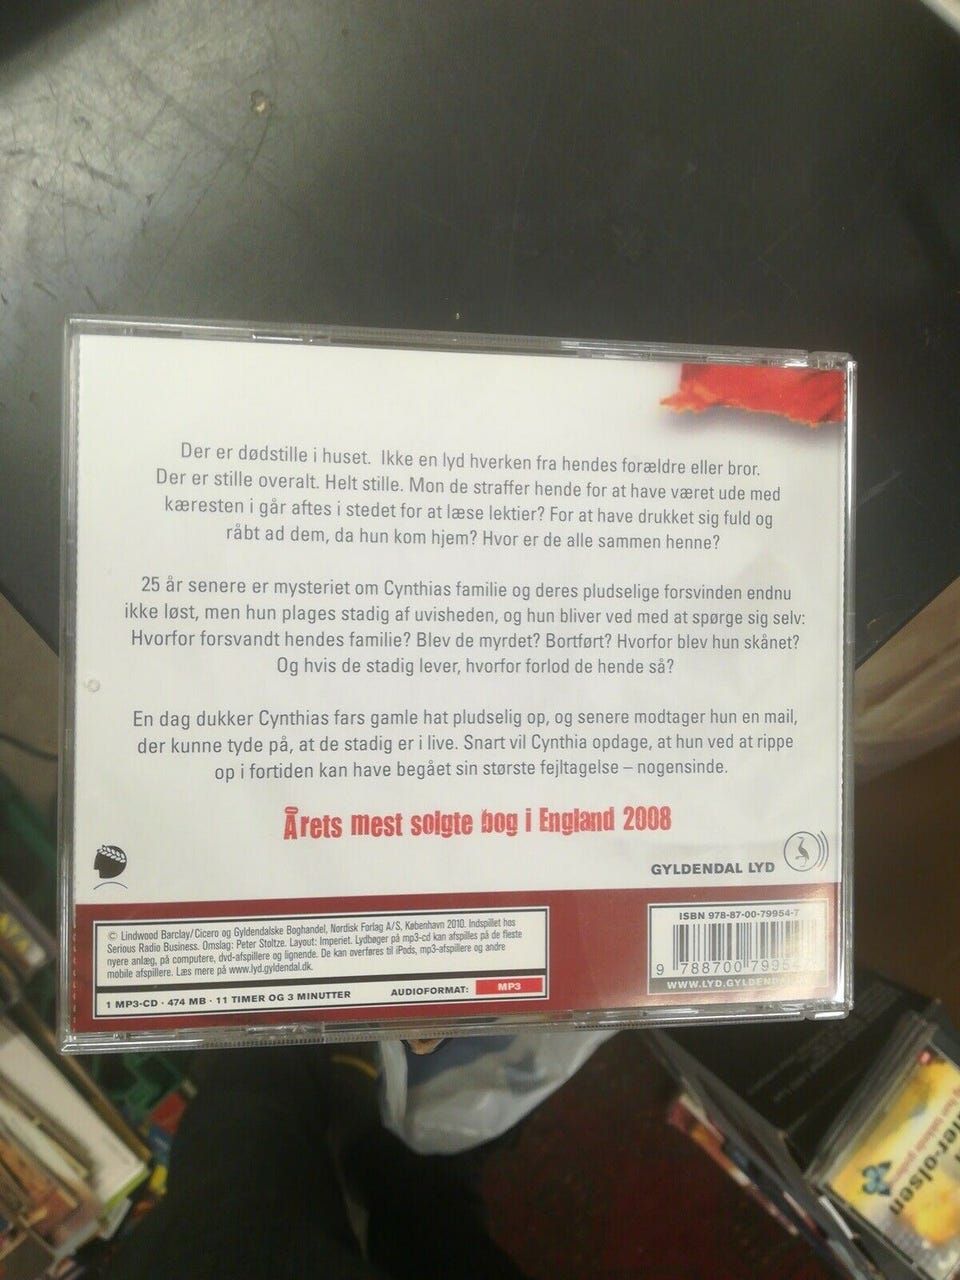 Der er dødstille i huset. Ikke en lyd hverken fra hendes forældre eller bror.
Der er stille overalt. Helt stille. Mon de straffer hende for at have været ude med
kæresten i går aftes i stedet for at læse lektier? For at have drukket sig fuld og
råbt ad dem, da hun kom hjem? Hvor er de alle sammen henne?
25 år senere er mysteriet om Cynthias familie og deres pludselige forsvinden endnu
ikke løst, men hun plages stadig af uvisheden, og hun bliver ved med at spørge sig selv:
Hvorfor forsvandt hendes familie? Blev de myrdet? Bortført? Hvorfor blev hun skånet?
Og hvis de stadig lever, hvorfor forlod de hende så?
En dag dukker Cynthias fars gamle hat pludselig op, og senere modtager hun en mail,
der kunne tyde på, at de stadig er i live. Snart vil Cynthia opdage, at hun ved at rippe
op i fortiden kan have begået sin største fejltagelse – nogensinde.
Årets mest solgte bog i England 2008
GYLDENDAL LYD
© Lindwood Barclay/Cicero og Gyldendalske Boghandel, Nordisk Forlag A/S, København 2010. Indspillet hos
Serious Radio Business. Omslag: Peter Stoltze. Layout: Imperiet. Lydbøger på mp3-cd kan afspilles på de fleste
nyere anlæg, på computere, dvd-afspillere og lignende. De kan overføres til iPods, mp3-afspillere og andre
mobile afspillere. Læs mere på www.lyd.gyldendal.dk.
1 MP3-CD · 474 MB · 11 TIMER OG 3 MINUTTER
AUDIOFORMAT: MP3
ISBN 978-87-00-79954-7
9 788700 79954
WWW.LYD.GYLDENDAL
ler-olsen